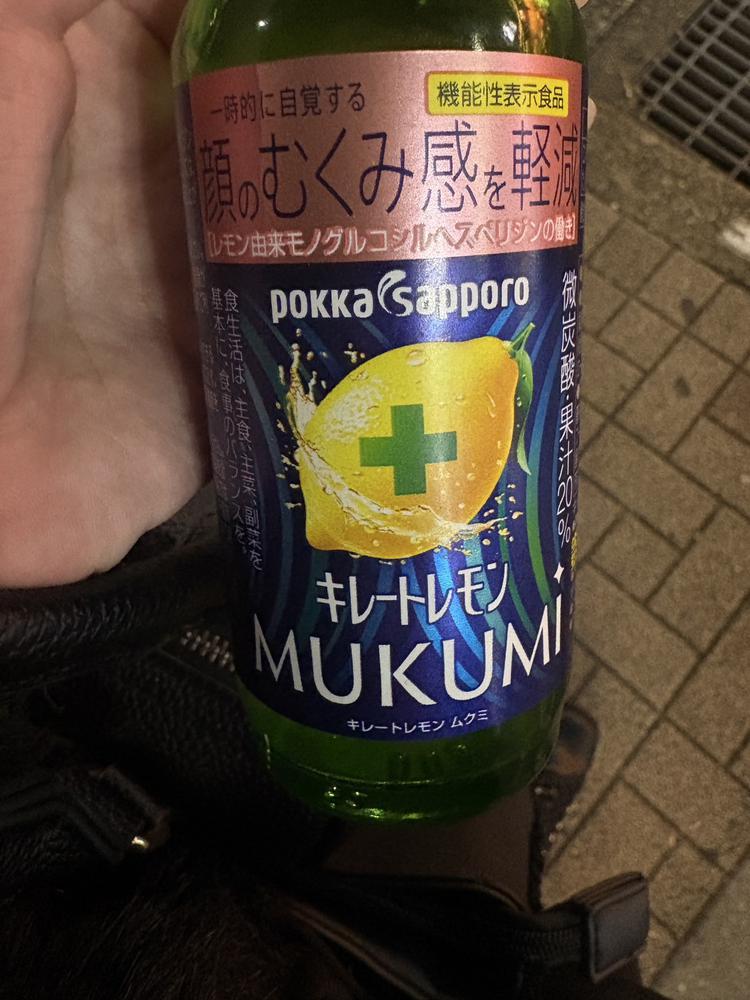 一時的に自覚する
機能性表示食品
顔のむくみ感を軽減
【レモン由来モノグルコシルヘスペリジンの働き】
pokka sapporo
微炭酸・果汁20%
食生活は、主食、主菜、副菜を
基本に、食事のバランスを。
キレートレモン
MUKUMi
キレートレモン ムクミ